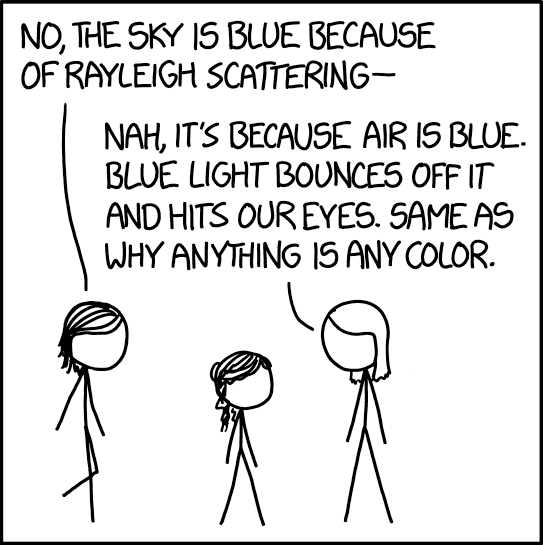 NO, THE SKY IS BLUE BECAUSE
OF RAYLEIGH SCATTERING—
NAH, IT'S BECAUSE AIR IS BLUE.
BLUE LIGHT BOUNCES OFF IT
AND HITS OUR EYES. SAME AS
WHY ANYTHING IS ANY COLOR.